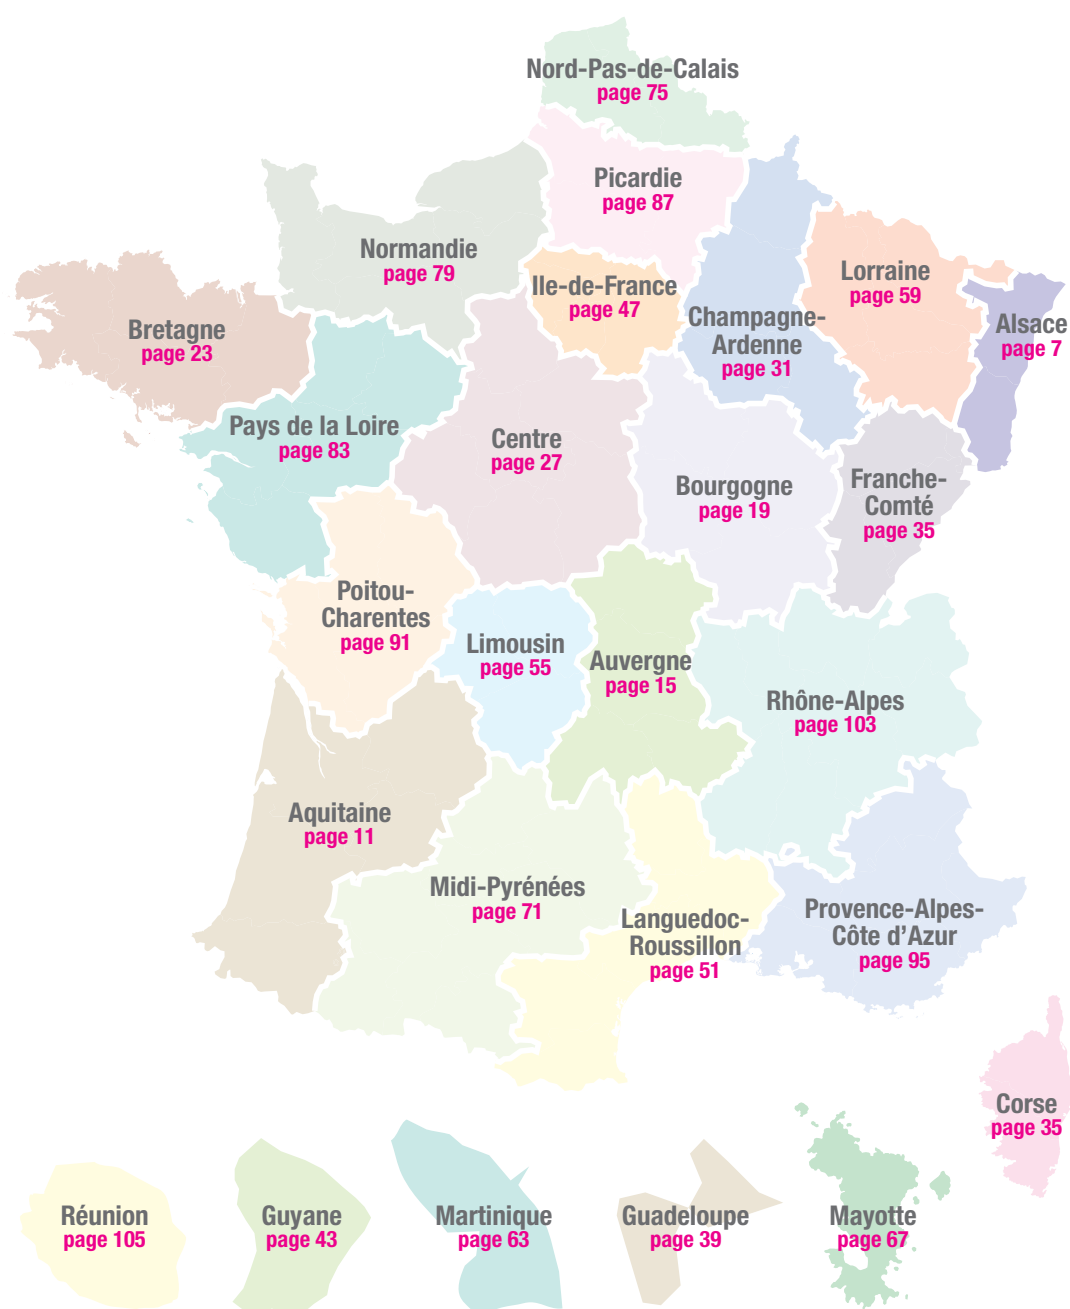 Nord-Pas-de-Calais
page 75
Picardie
page 87
Normandie
page 79
Ile-de-France
page 47
Champagne-
Ardenne
page 31
Lorraine
page 59
Alsace
page 7
Bretagne
page 23
Pays de la Loire
page 83
Centre
page 27
Bourgogne
page 19
Franche-
Comté
page 35
Poitou-
Charentes
page 91
Limousin
page 55
Auvergne
page 15
Rhône-Alpes
page 103
Aquitaine
page 11
Midi-Pyrénées
page 71
Languedoc-
Roussillon
page 51
Provence-Alpes-
Côte d'Azur
page 95
Corse
page 35
Réunion
page 105
Guyane
page 43
Martinique
page 63
Guadeloupe
page 39
Mayotte
page 67